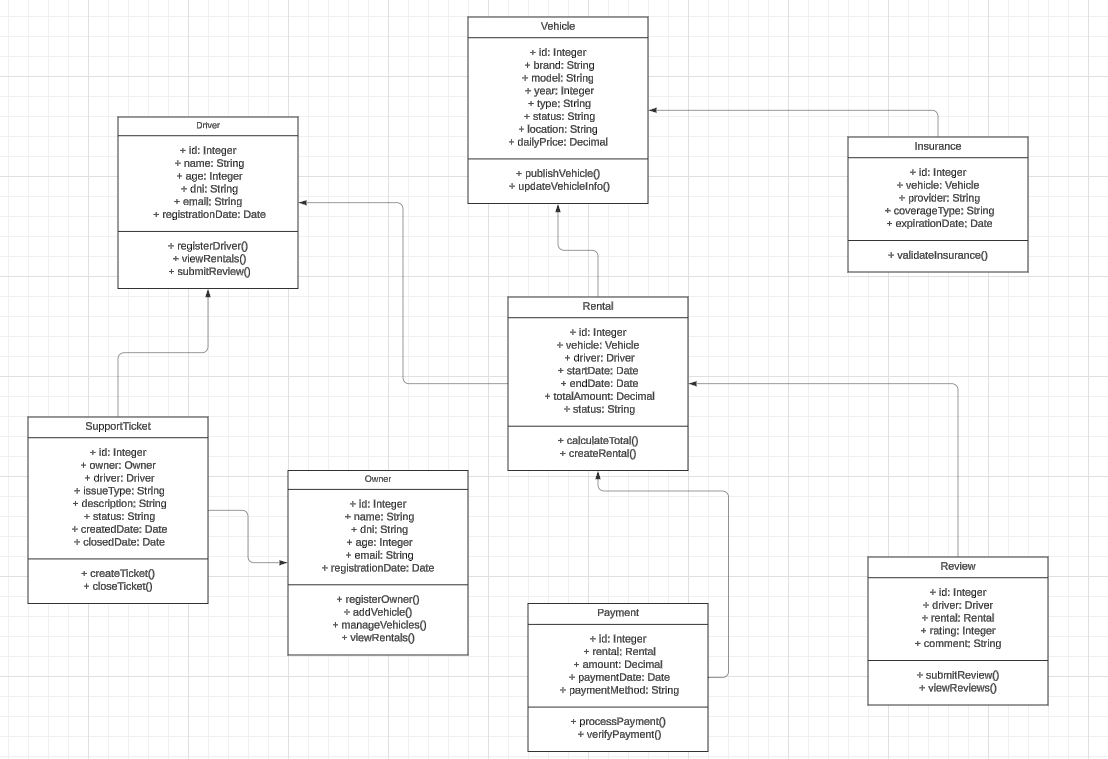 Vehicle
+ id: Integer
+ brand: String
+ model: String
+ year: Integer
+ type: String
+ status: String
+ location: String
+ dailyPrice: Decimal
+ publishVehicle()
+ updateVehicleInfo()
Driver
+ id: Integer
+ name: String
+ age: Integer
+ dni: String
+ email: String
+ registrationDate: Date
+ registerDriver()
+ viewRentals()
+ submitReview()
Insurance
+ id: Integer
+ vehicle: Vehicle
+ provider: String
+ coverageType: String
+ expirationDate: Date
+ validateInsurance()
Rental
+ id: Integer
+ vehicle: Vehicle
+ driver: Driver
+ startDate: Date
+ endDate: Date
+ totalAmount: Decimal
+ status: String
+ calculateTotal()
+ createRental()
SupportTicket
+ id: Integer
+ owner: Owner
+ driver: Driver
+ issueType: String
+ description: String
+ status: String
+ createdDate: Date
+ closedDate: Date
+ createTicket()
+ closeTicket()
Owner
+ id: Integer
+ name: String
+ dni: String
+ age: Integer
+ email: String
+ registrationDate: Date
+ registerOwner()
+ addVehicle()
+ manageVehicles()
+ viewRentals()
Payment
+ id: Integer
+ rental: Rental
+ amount: Decimal
+ paymentDate: Date
+ paymentMethod: String
+ processPayment()
+ verifyPayment()
Review
+ id: Integer
+ driver: Driver
+ rental: Rental
+ rating: Integer
+ comment: String
+ submitReview()
+ viewReviews()